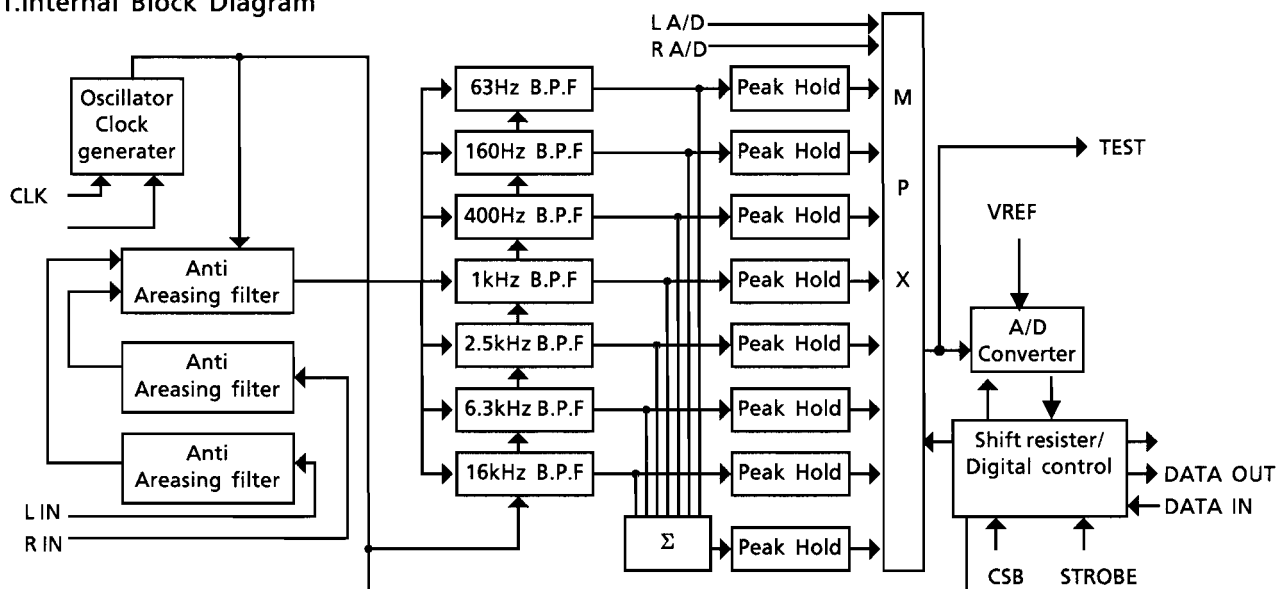 1.Internal Block Diagram
L A/D
R A/D
Oscillator
Clock
generater
CLK
63Hz B.P.F
160Hz B.P.F
400Hz B.P.F
1kHz B.P.F
2.5kHz B.P.F
6.3kHz B.P.F
16kHz B.P.F
Σ
Peak Hold
Peak Hold
Peak Hold
Peak Hold
Peak Hold
Peak Hold
Peak Hold
Peak Hold
M
P
X
TEST
VREF
Anti
Areasing filter
Anti
Areasing filter
Anti
Areasing filter
L IN
R IN
A/D
Converter
Shift resister/
Digital control
DATA OUT
DATA IN
CSB
STROBE